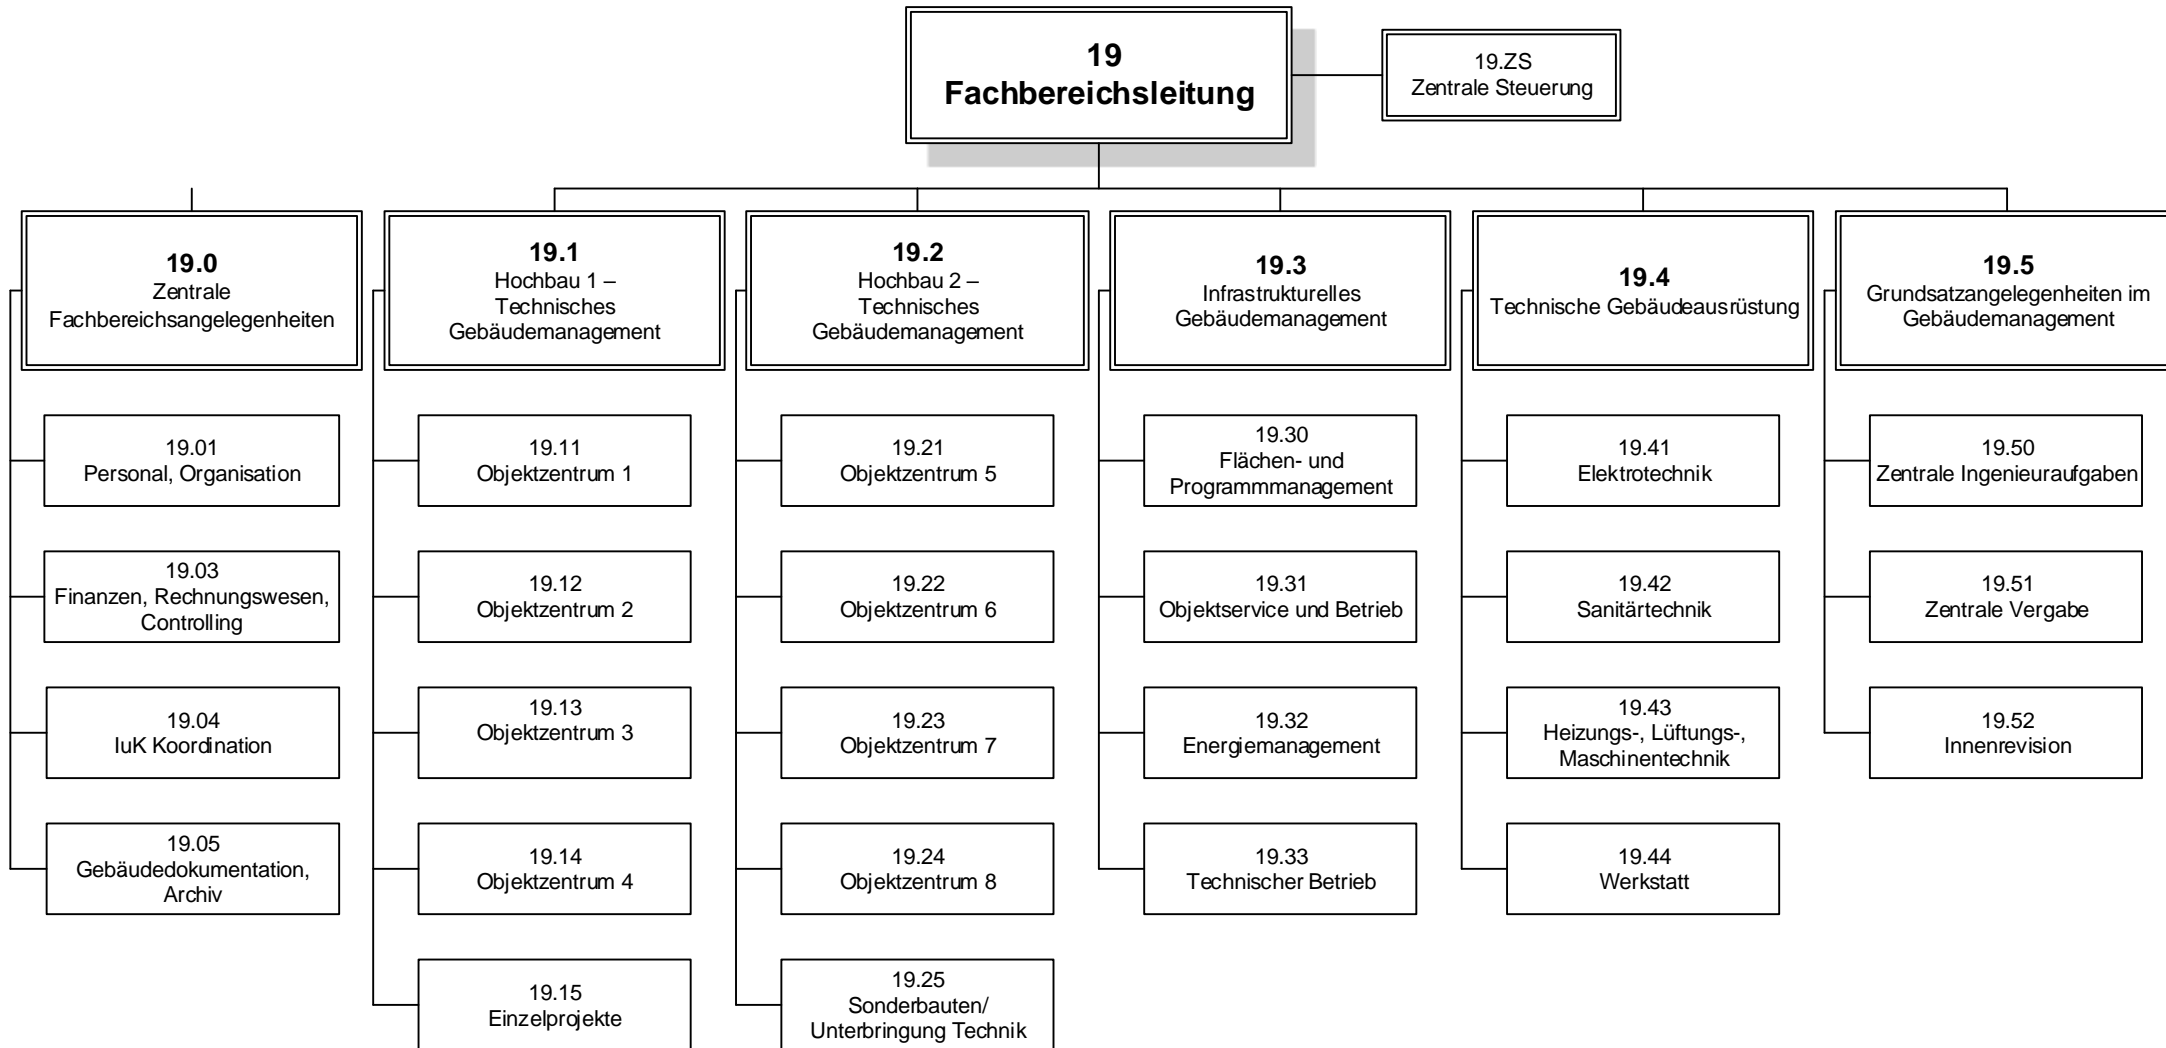 19
Fachbereichsleitung
19.ZS
Zentrale Steuerung
19.0
Zentrale
Fachbereichsangelegenheiten
19.1
Hochbau 1 –
Technisches
Gebäudemanagement
19.2
Hochbau 2 –
Technisches
Gebäudemanagement
19.3
Infrastrukturelles
Gebäudemanagement
19.4
Technische Gebäudeausrüstung
19.5
Grundsatzangelegenheiten im
Gebäudemanagement
19.01
Personal, Organisation
19.11
Objektzentrum 1
19.21
Objektzentrum 5
19.30
Flächen- und
Programmmanagement
19.41
Elektrotechnik
19.50
Zentrale Ingenieuraufgaben
19.03
Finanzen, Rechnungswesen,
Controlling
19.12
Objektzentrum 2
19.22
Objektzentrum 6
19.31
Objektservice und Betrieb
19.42
Sanitärtechnik
19.51
Zentrale Vergabe
19.04
IuK Koordination
19.13
Objektzentrum 3
19.23
Objektzentrum 7
19.32
Energiemanagement
19.43
Heizungs-, Lüftungs-,
Maschinentechnik
19.52
Innenrevision
19.05
Gebäudedokumentation,
Archiv
19.14
Objektzentrum 4
19.24
Objektzentrum 8
19.33
Technischer Betrieb
19.44
Werkstatt
19.15
Einzelprojekte
19.25
Sonderbauten/
Unterbringung Technik